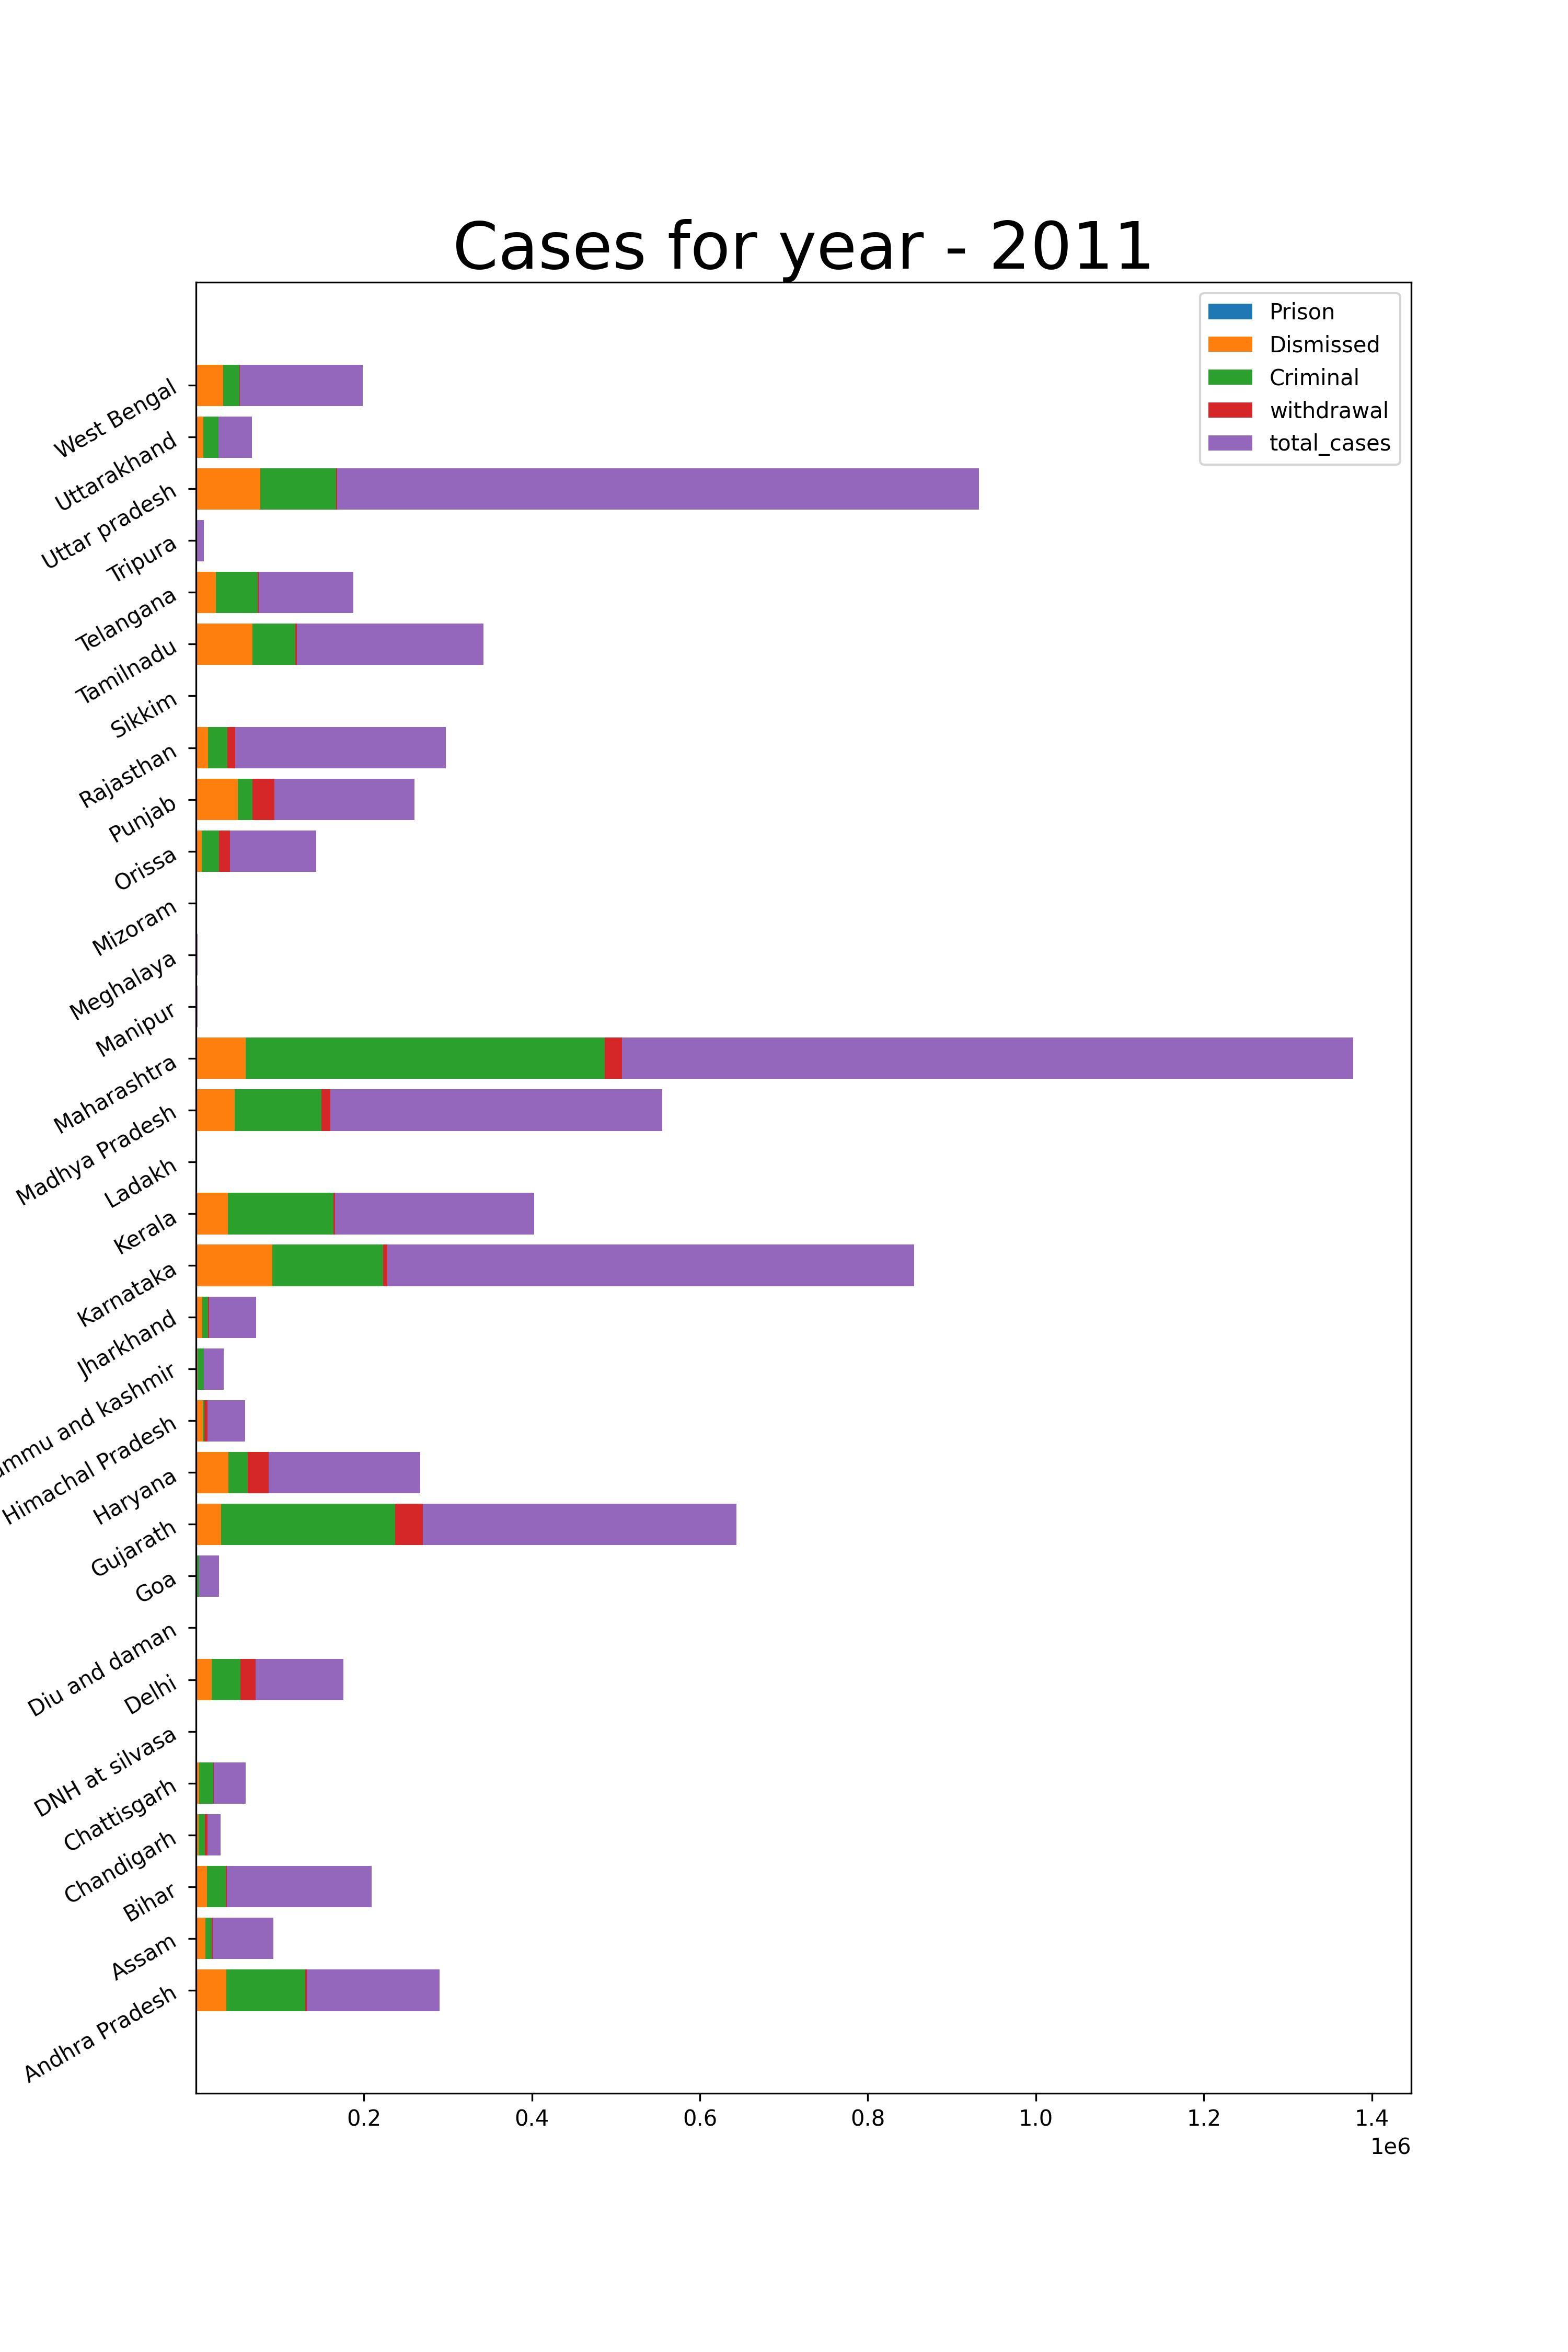 Cases for year - 2011
Prison
Dismissed
Criminal
withdrawal
total_cases
West Bengal
Uttarakhand
Uttar pradesh
Tripura
Telangana
Tamilnadu
Sikkim
Rajasthan
Punjab
Orissa
Mizoram
Meghalaya
Manipur
Maharashtra
Madhya Pradesh
Ladakh
Kerala
Karnataka
Jharkhand
and kashmir
Himachal Pradesh
Haryana
Gujarath
Goa
Diu and daman
Delhi
DNH at silvasa
Chattisgarh
Chandigarh
Bihar
Assam
Andhra Pradesh
0.2 0.4 0.6 0.8 1.0 1.2 1.4
1e6